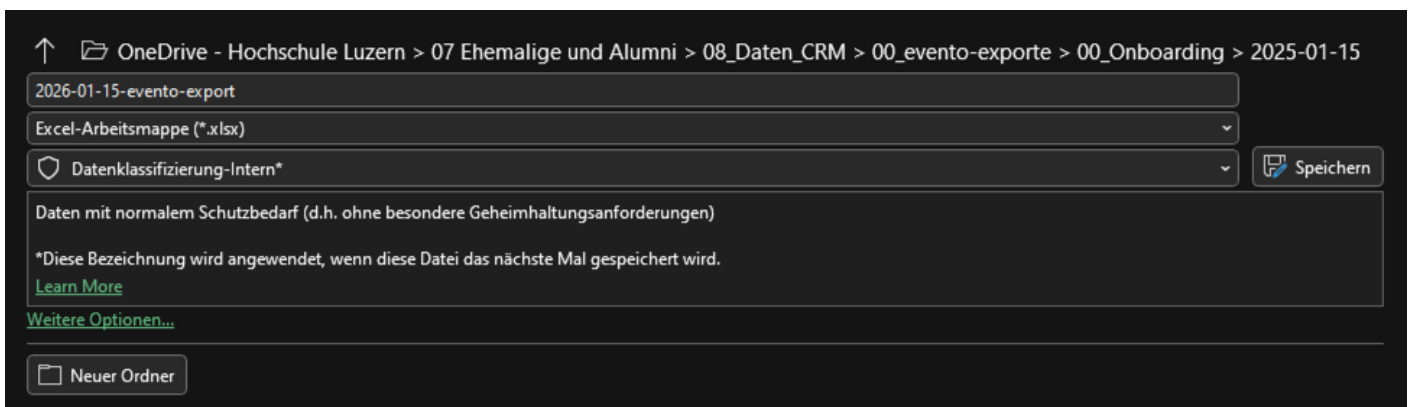 OneDrive - Hochschule Luzern > 07 Ehemalige und Alumni > 08_Daten_CRM > 00_evento-exporte > 00_Onboarding > 2025-01-15
2026-01-15-evento-export
Excel-Arbeitsmappe (*.xlsx)
Datenklassifizierung-Intern*
Speichern
Daten mit normalem Schutzbedarf (d.h. ohne besondere Geheimhaltungsanforderungen)
*Diese Bezeichnung wird angewendet, wenn diese Datei das nächste Mal gespeichert wird.
Learn More
Weitere Optionen...
Neuer Ordner